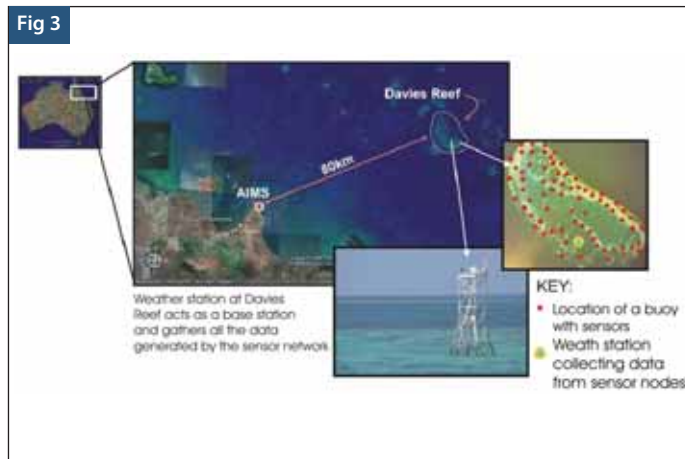 Fig 3
Davies Reef
80km
AIMS
Weather station at Davies
Reef acts as a base station
and gathers all the data
generated by the sensor network
KEY:
Location of a buoy
with sensors
Weath station
collecting data
from sensor nodes